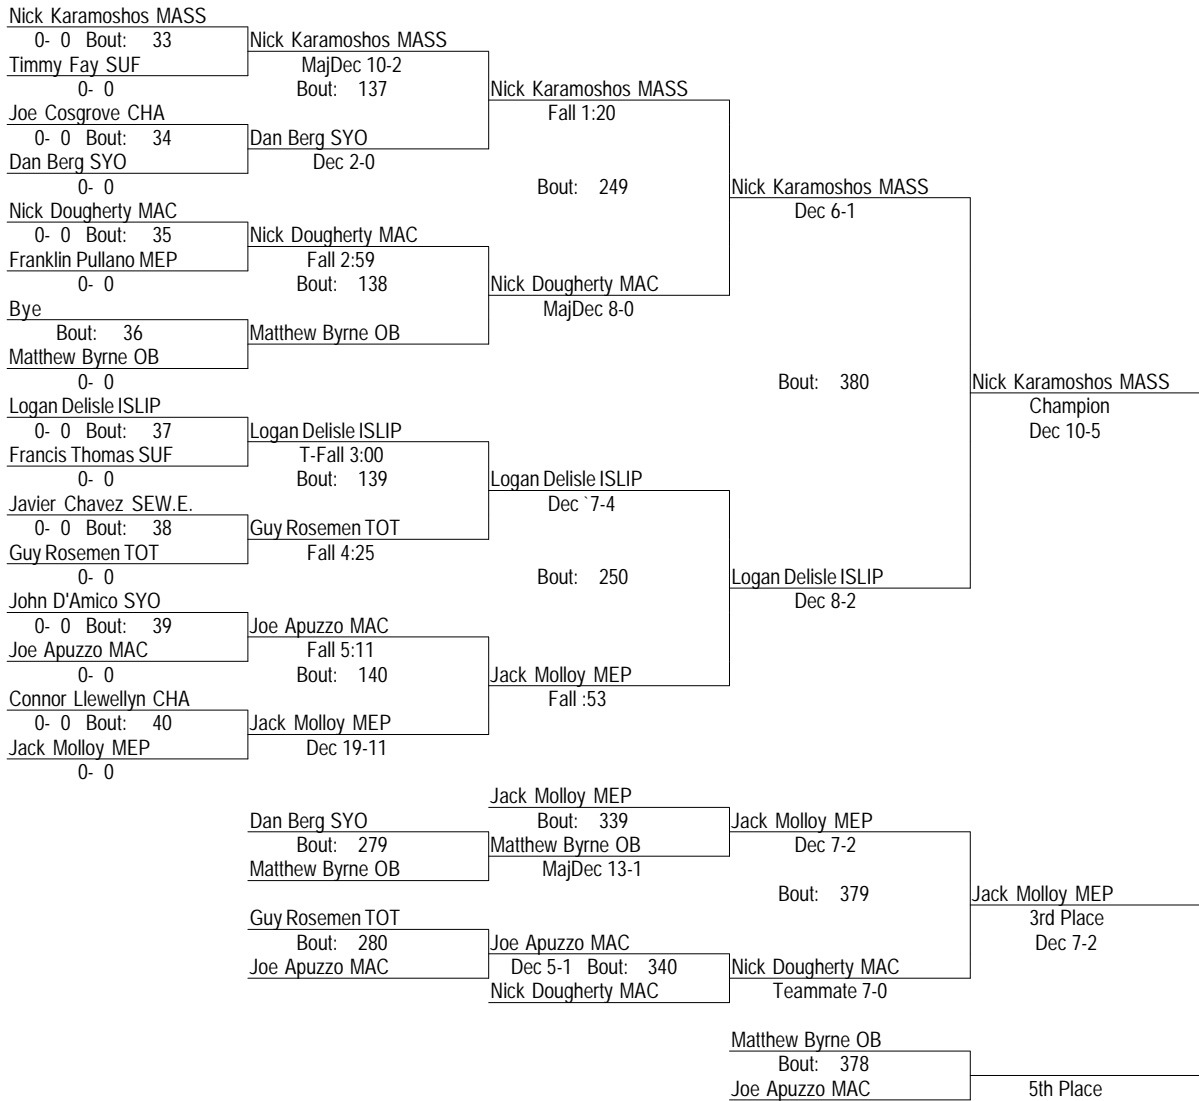 Nick Karamoshos MASS
0- 0 Bout: 33
Nick Karamoshos MASS
Timmy Fay SUF
MajDec 10-2
0- 0
Bout: 137
Nick Karamoshos MASS
Joe Cosgrove CHA
Fall 1:20
0- 0 Bout: 34
Dan Berg SYO
Dan Berg SYO
Dec 2-0
0- 0
Bout: 249
Nick Karamoshos MASS
Nick Dougherty MAC
Dec 6-1
0- 0 Bout: 35
Nick Dougherty MAC
Franklin Pullano MEP
Fall 2:59
0- 0
Bout: 138
Nick Dougherty MAC
Bye
MajDec 8-0
Bout: 36
Matthew Byrne OB
Matthew Byrne OB
0- 0
Bout: 380
Nick Karamoshos MASS
Logan Delisle ISLIP
Champion
0- 0 Bout: 37
Logan Delisle ISLIP
Dec 10-5
Francis Thomas SUF
T-Fall 3:00
0- 0
Bout: 139
Logan Delisle ISLIP
Javier Chavez SEW.E.
Dec `7-4
0- 0 Bout: 38
Guy Rosemen TOT
Guy Rosemen TOT
Fall 4:25
0- 0
Bout: 250
Logan Delisle ISLIP
John D'Amico SYO
Dec 8-2
0- 0 Bout: 39
Joe Apuzzo MAC
Joe Apuzzo MAC
Fall 5:11
0- 0
Bout: 140
Jack Molloy MEP
Connor Llewellyn CHA
Fall :53
0- 0 Bout: 40
Jack Molloy MEP
Jack Molloy MEP
Dec 19-11
0- 0
Jack Molloy MEP
Dan Berg SYO
Bout: 339
Jack Molloy MEP
Bout: 279
Matthew Byrne OB
Dec 7-2
Matthew Byrne OB
MajDec 13-1
Bout: 379
Jack Molloy MEP
Guy Rosemen TOT
3rd Place
Bout: 280
Joe Apuzzo MAC
Dec 7-2
Joe Apuzzo MAC
Dec 5-1 Bout: 340
Nick Dougherty MAC
Nick Dougherty MAC
Teammate 7-0
Matthew Byrne OB
Bout: 378
Joe Apuzzo MAC
5th Place